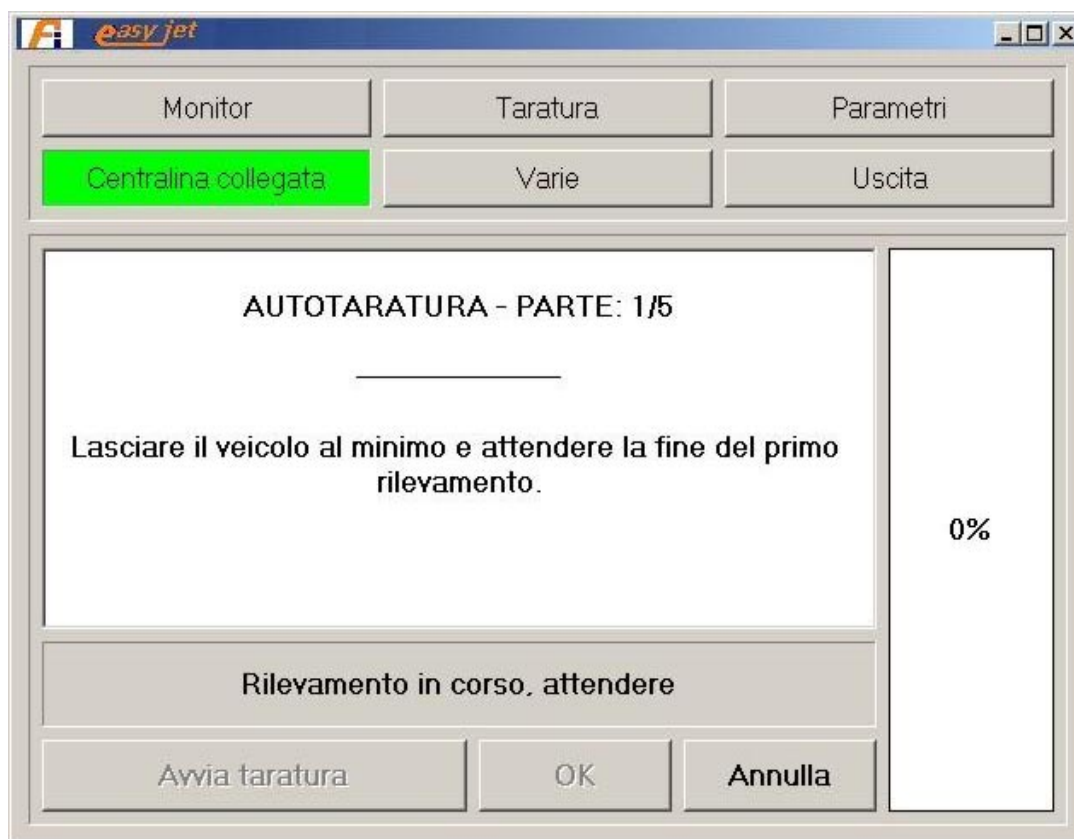 easy jet
Monitor
Taratura
Parametri
Centralina collegata
Varie
Uscita
AUTOTARATURA - PARTE: 1/5
Lasciare il veicolo al minimo e attendere la fine del primo
rilevamento.
0%
Rilevamento in corso, attendere
Avvia taratura
OK
Annulla